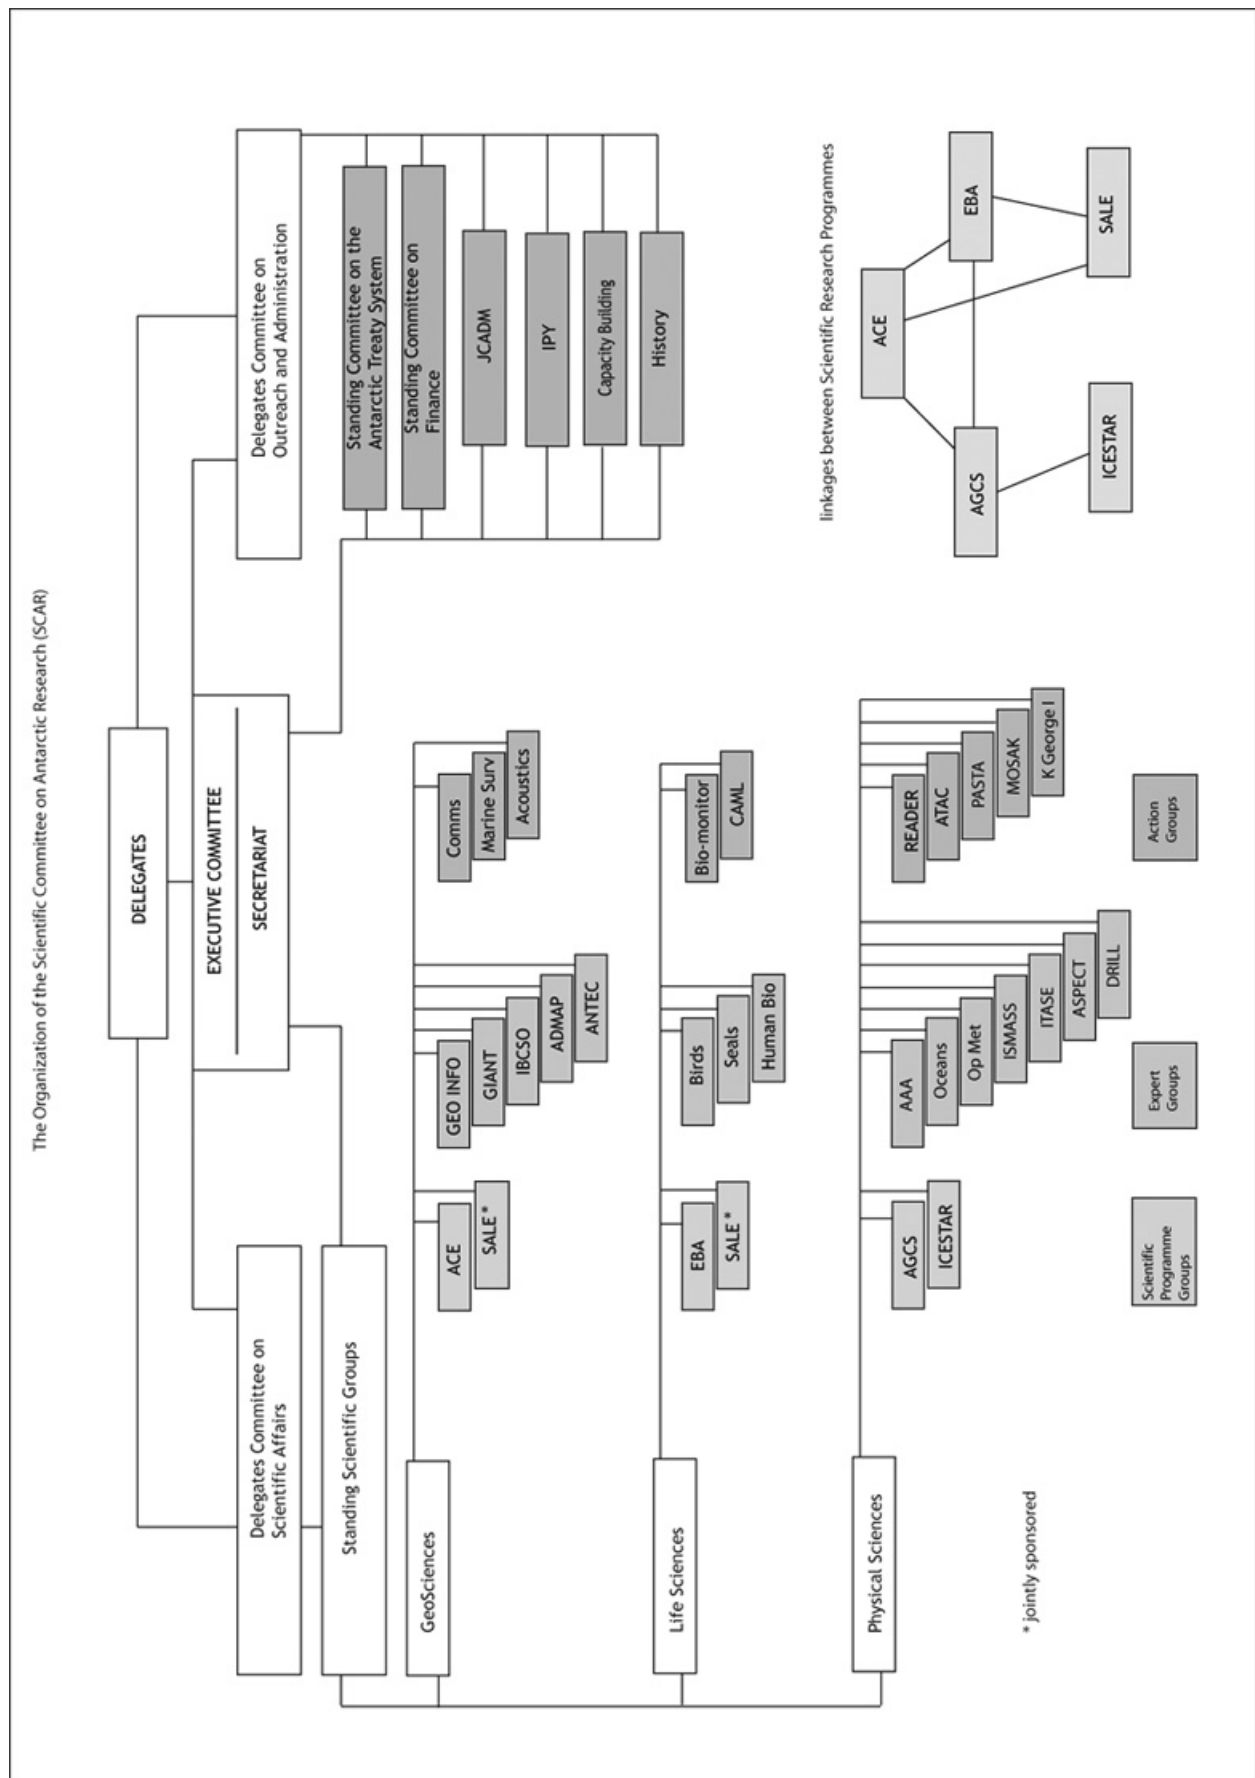 The Organization of the Scientific Committee on Antarctic Research (SCAR)
DELEGATES
EXECUTIVE COMMITTEE
SECRETARIAT
Delegates Committee on
Scientific Affairs
Delegates Committee on
Outreach and Administration
Standing Scientific Groups
Standing Committee on the
Antarctic Treaty System
Standing Committee on
Finance
JCADM
IPY
Capacity Building
History
GeoSciences
ACE
SALE *
GEO INFO
GIANT
IBCSO
ADMAP
ANTEC
Comms
Marine Surv
Acoustics
Life Sciences
EBA
SALE *
Birds
Seals
Human Bio
Bio-monitor
CAML
Physical Sciences
AGCS
ICESTAR
AAA
Oceans
Op Met
ISMASS
ITASE
ASPECT
DRILL
READER
ATAC
PASTA
MOSAK
K George I
linkages between Scientific Research Programmes
ACE
AGCS
EBA
ICESTAR
SALE
* jointly sponsored
Scientific
Programme
Groups
Expert
Groups
Action
Groups